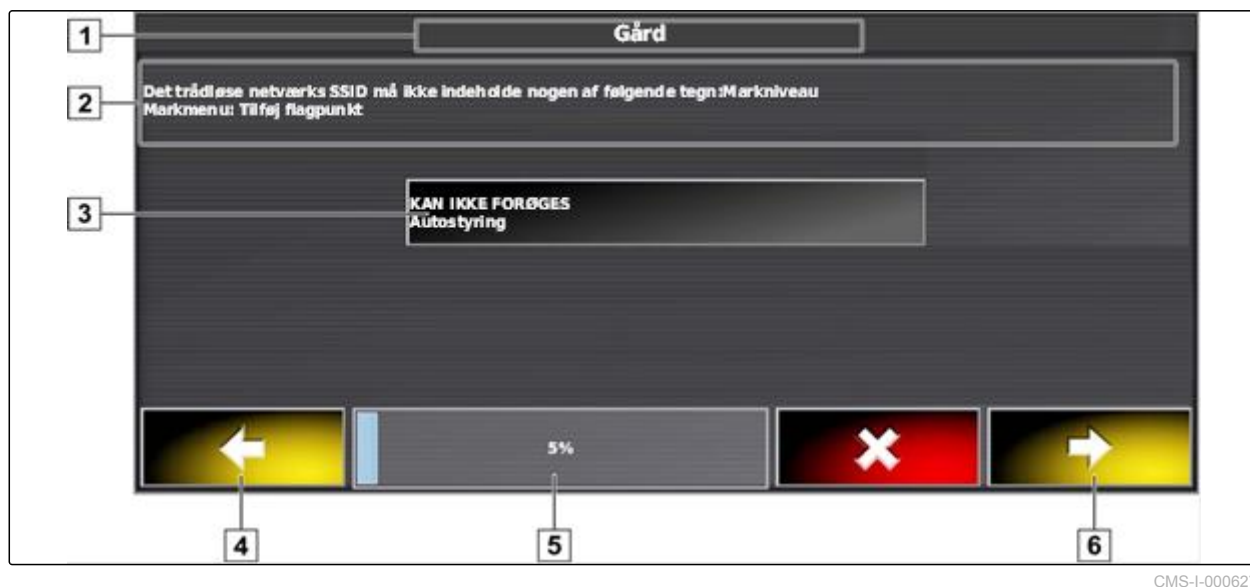 1
Gård
2
Det trådløse netværks SSID må ikke indeholde nogen af følgende tegn:Markniveau
Markmenu: Tilføj flagpunkt
3
KAN IKKE FORØGES
Autostyring
5%
4
5
6
CMS-I-00062